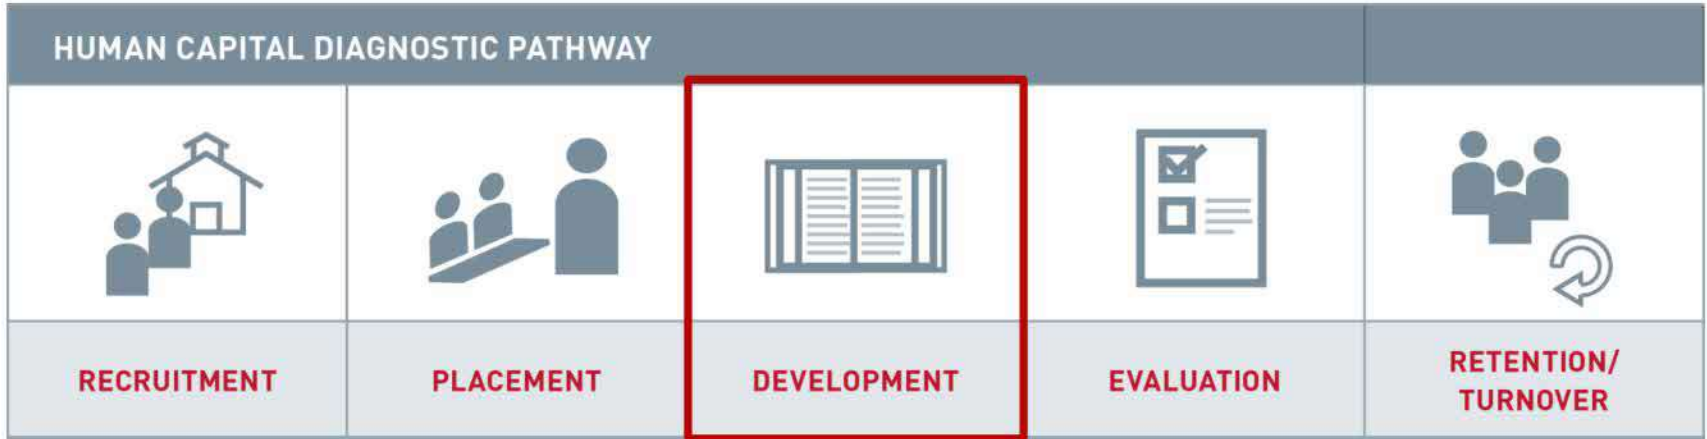 HUMAN CAPITAL DIAGNOSTIC PATHWAY
RECRUITMENT
PLACEMENT
DEVELOPMENT
EVALUATION
RETENTION/
TURNOVER